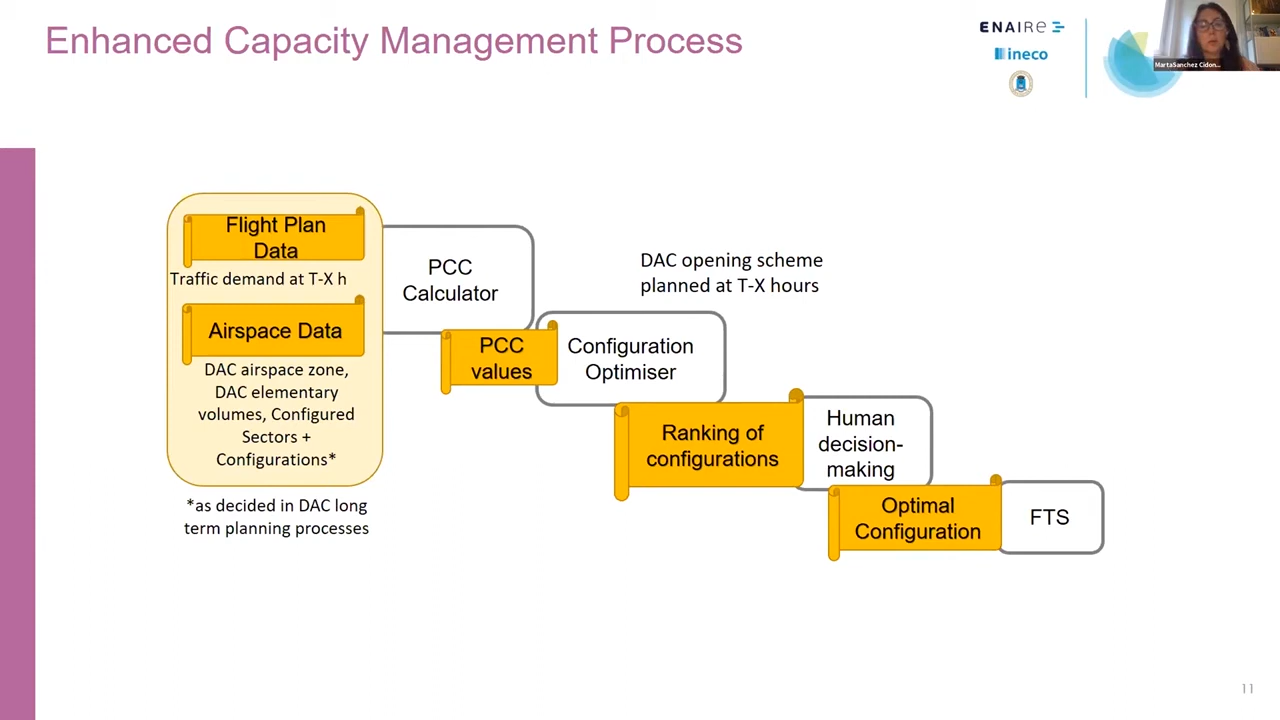 Enhanced Capacity Management Process
ENAIRE
ineco
MartaSanchez Cidon...
Flight Plan
Data
Traffic demand at T-X h
Airspace Data
DAC airspace zone,
DAC elementary
volumes, Configured
Sectors +
Configurations*
*as decided in DAC long
term planning processes
PCC
Calculator
PCC
values
DAC opening scheme
planned at T-X hours
Configuration
Optimiser
Ranking of
configurations
Human
decision-
making
Optimal
Configuration
FTS
11